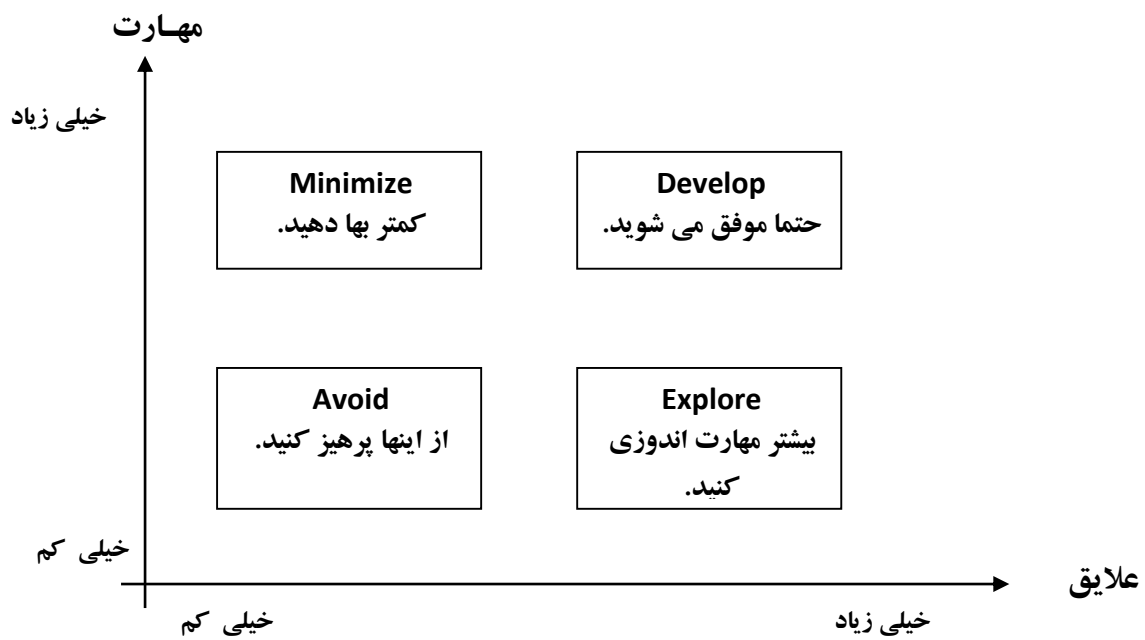 مهـارت
خیلی زیاد
Minimize
کمتر بها دهید.
Develop
حتما موفق می شوید.
Avoid
از اینها پرهیز کنید.
Explore
بیشتر مهارت اندوزی
کنید.
خیلی کم
علایق
خیلی کم
خیلی زیاد